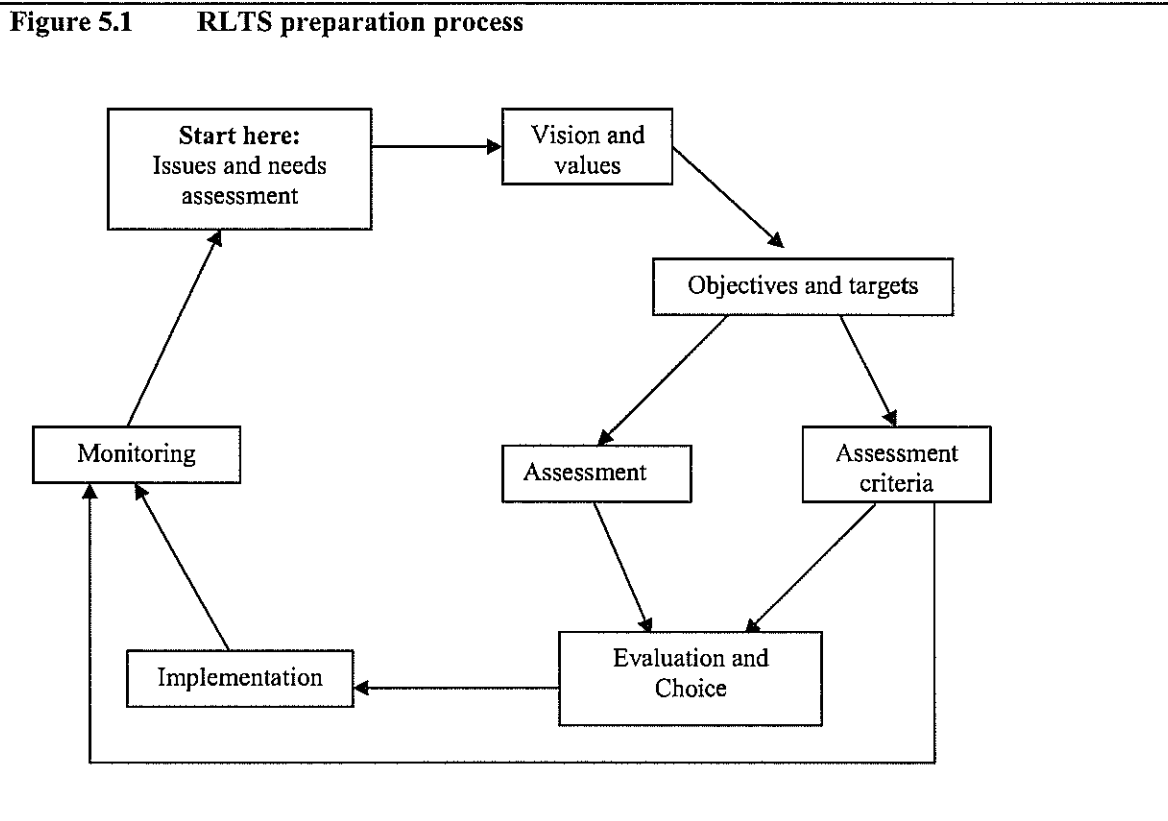 Figure 5.1 RLTS preparation process
Start here:
Issues and needs
assessment
Vision and
values
Objectives and targets
Monitoring
Assessment
Assessment
criteria
Implementation
Evaluation and
Choice